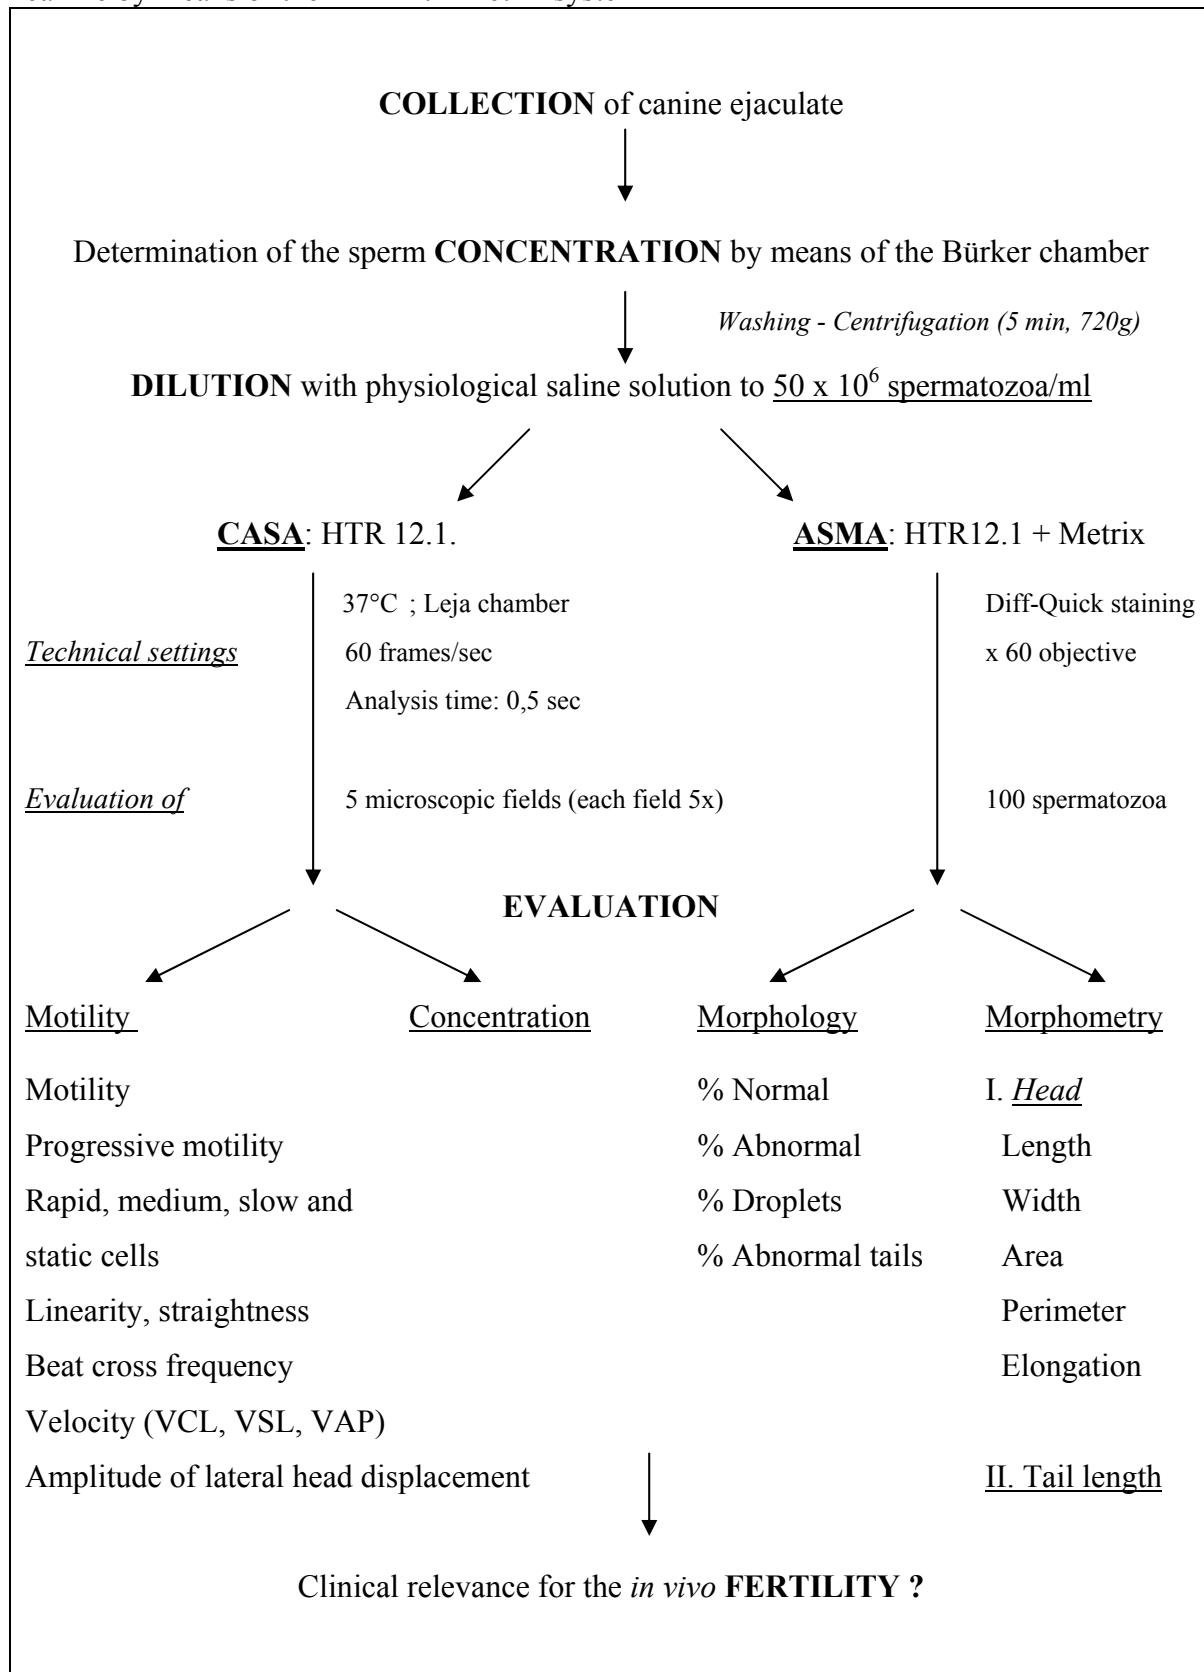 COLLECTION of canine ejaculate
Determination of the sperm CONCENTRATION by means of the Bürker chamber
Washing - Centrifugation (5 min, 720g)
DILUTION with physiological saline solution to 50 x 10⁶ spermatozoa/ml
CASA: HTR 12.1.
ASMA: HTR12.1 + Metrix
37°C ; Leja chamber
Diff-Quick staining
Technical settings
60 frames/sec
x 60 objective
Analysis time: 0,5 sec
Evaluation of
5 microscopic fields (each field 5x)
100 spermatozoa
EVALUATION
Motility
Concentration
Morphology
Morphometry
Motility
% Normal
I. Head
Progressive motility
% Abnormal
Length
Rapid, medium, slow and
% Droplets
Width
static cells
% Abnormal tails
Area
Linearity, straightness
Perimeter
Beat cross frequency
Elongation
Velocity (VCL, VSL, VAP)
Amplitude of lateral head displacement
II. Tail length
Clinical relevance for the in vivo FERTILITY ?